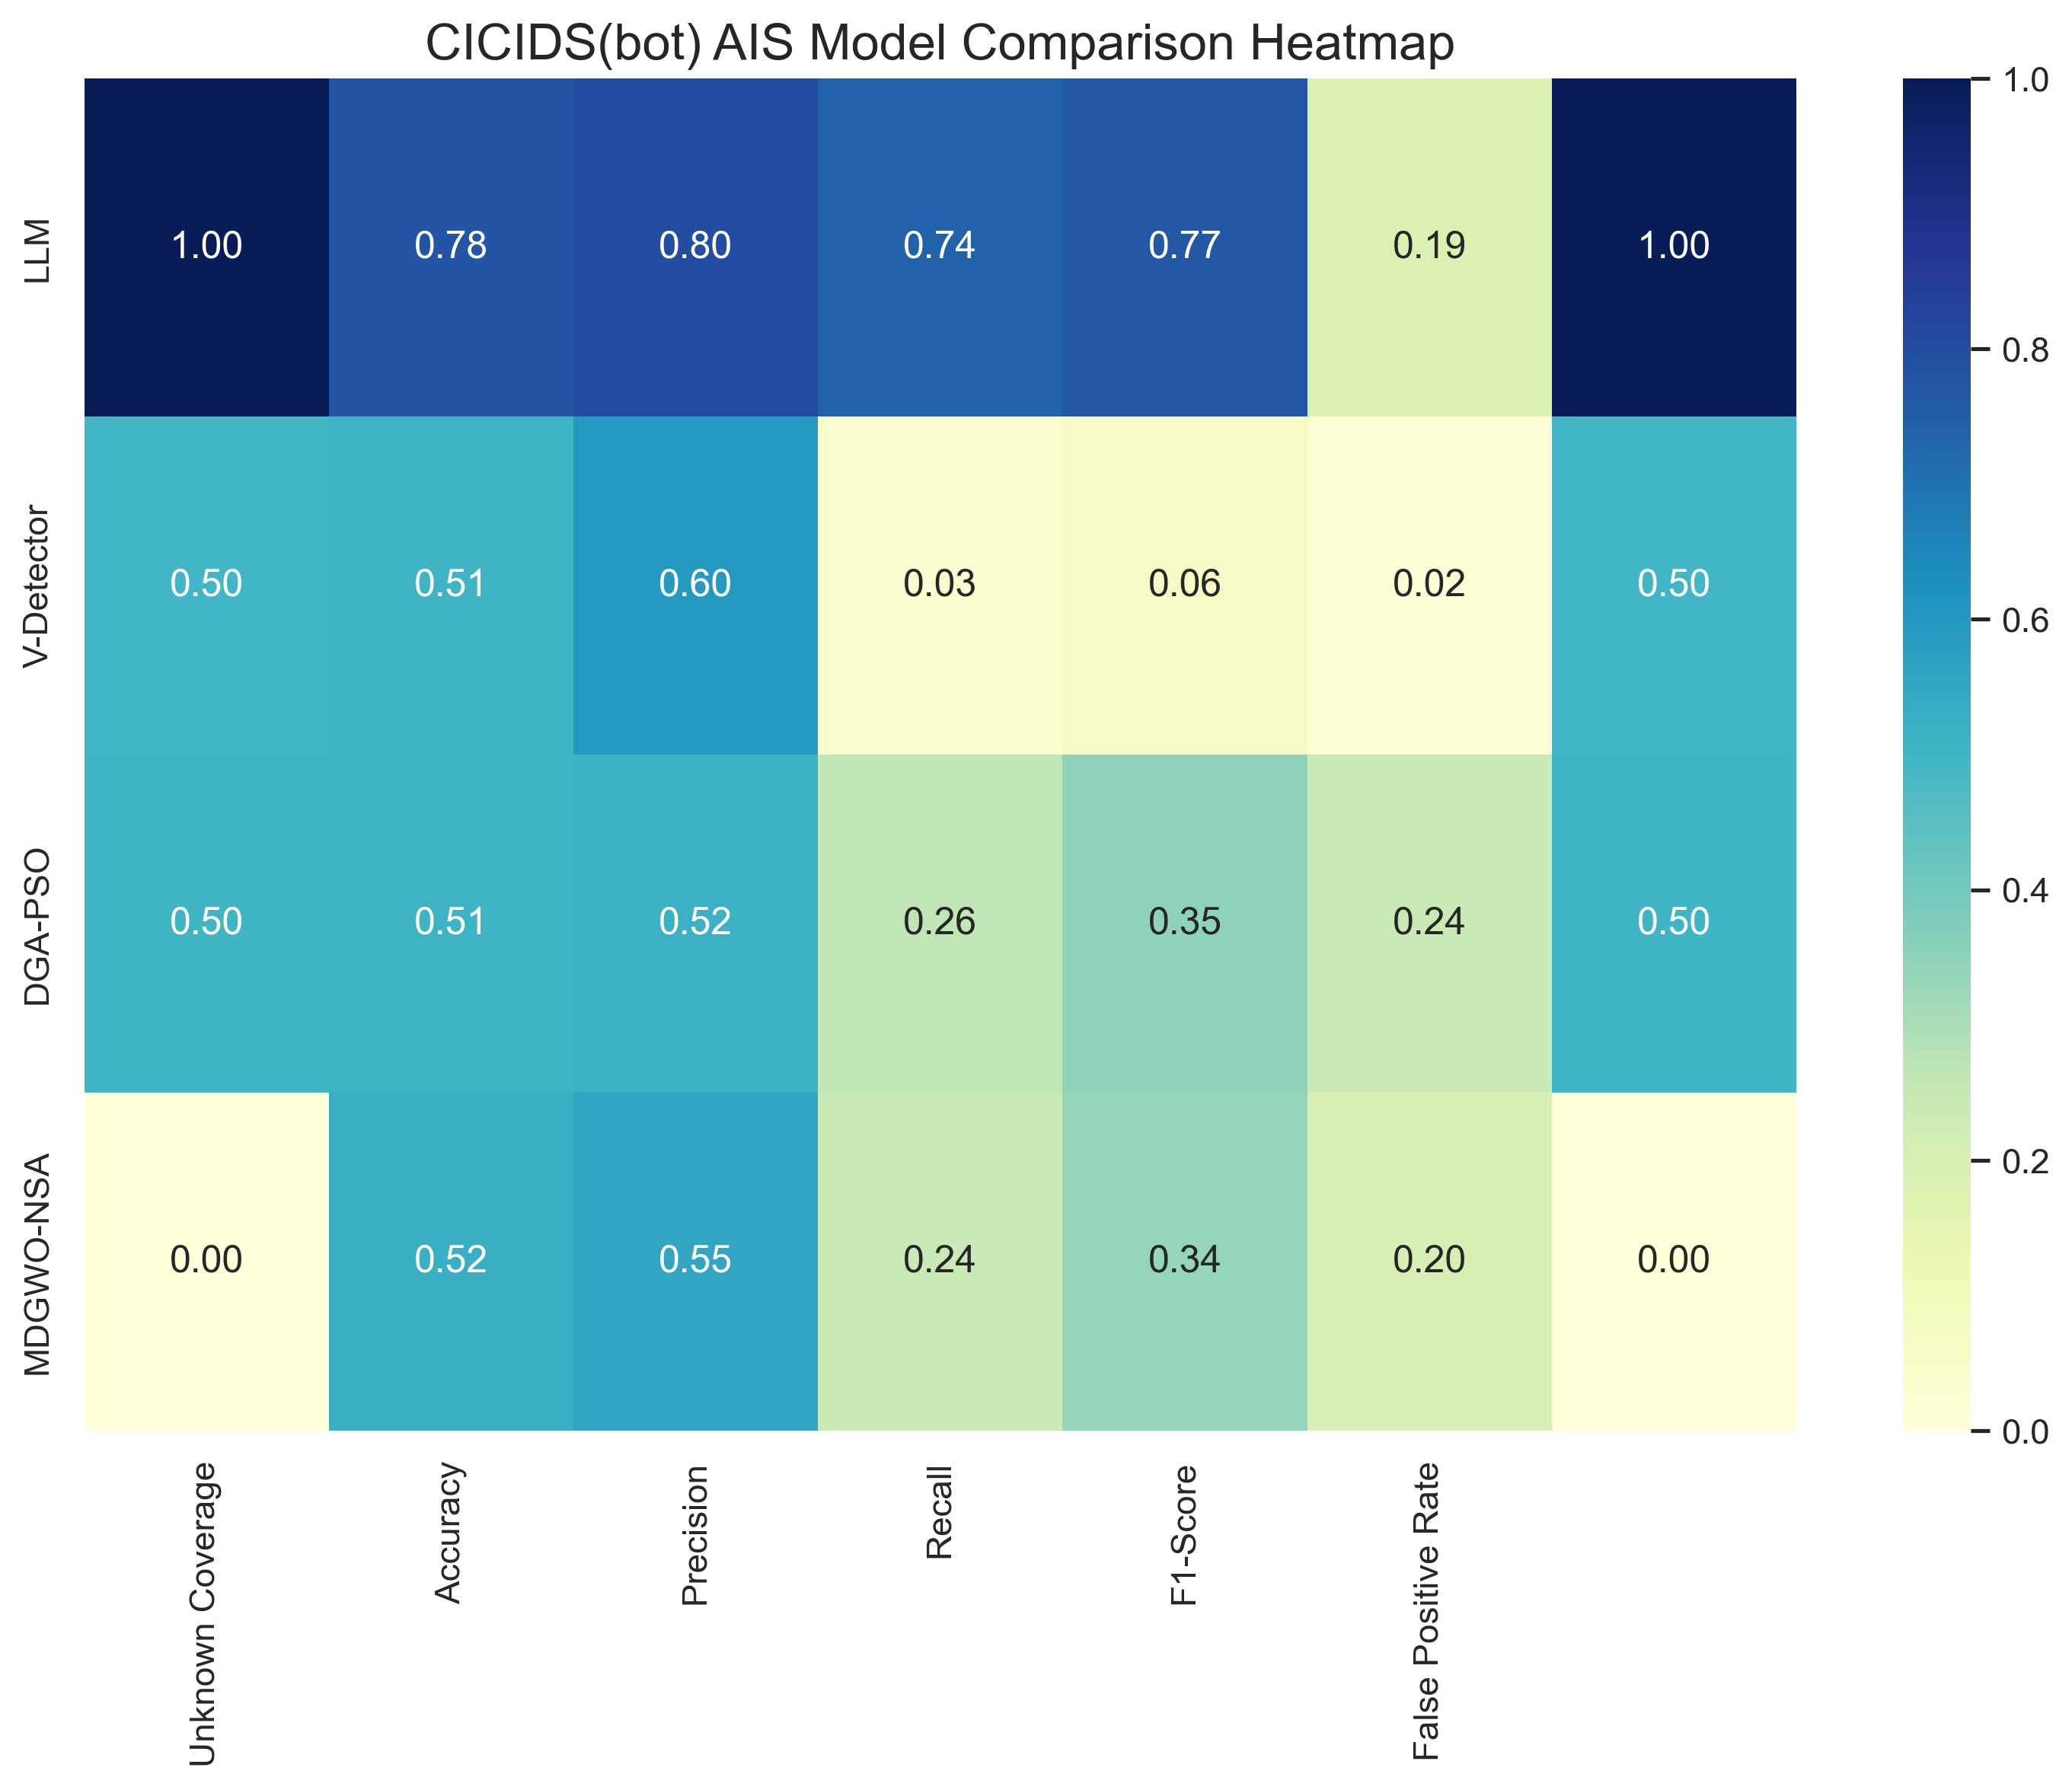 CICIDS(bot) AIS Model Comparison Heatmap
LLM 1.00 0.78 0.80 0.74 0.77 0.19 1.00
V-Detector 0.50 0.51 0.60 0.03 0.06 0.02 0.50
DGA-PSO 0.50 0.51 0.52 0.26 0.35 0.24 0.50
MDGWO-NSA 0.00 0.52 0.55 0.24 0.34 0.20 0.00
Unknown Coverage
Accuracy
Precision
Recall
F1-Score
False Positive Rate
1.0
0.8
0.6
0.4
0.2
0.0